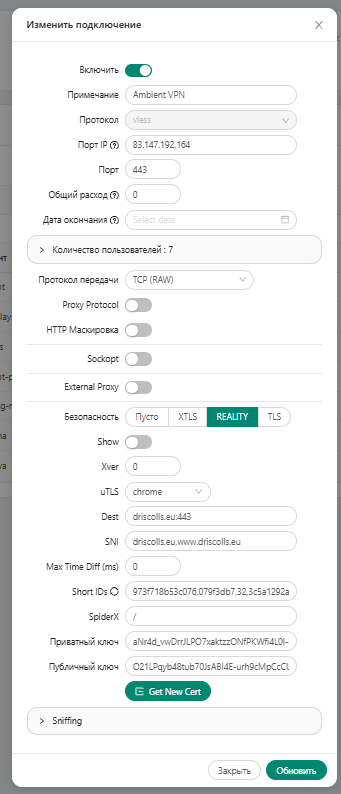 Изменить подключение
Включить
Примечание Ambient VPN
Протокол vless
Порт IP 83.147.192.164
Порт 443
Общий расход 0
Дата окончания Select date
Количество пользователей : 7
Протокол передачи TCP (RAW)
Proxy Protocol
HTTP Маскировка
Sockopt
External Proxy
Безопасность Пусто XTLS REALITY TLS
Show
Xver 0
uTLS chrome
Dest driscolls.eu:443
SNI driscolls.eu,www.driscolls.eu
Max Time Diff (ms) 0
Short IDs 973f718b53c076,079f3db7,32,3c5a1292a
SpiderX /
Приватный ключ
Публичный ключ
Get New Cert
Sniffing
Закрыть Обновить